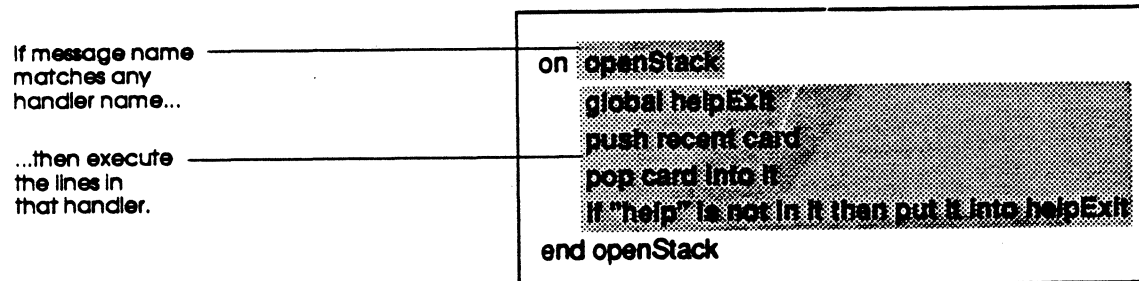 If message name
matches any
handler name...
...then execute
the lines in
that handler.
on openStack
global helpExit
push recent card
pop card into it
if "help" is not in it then put it into helpExit
end openStack